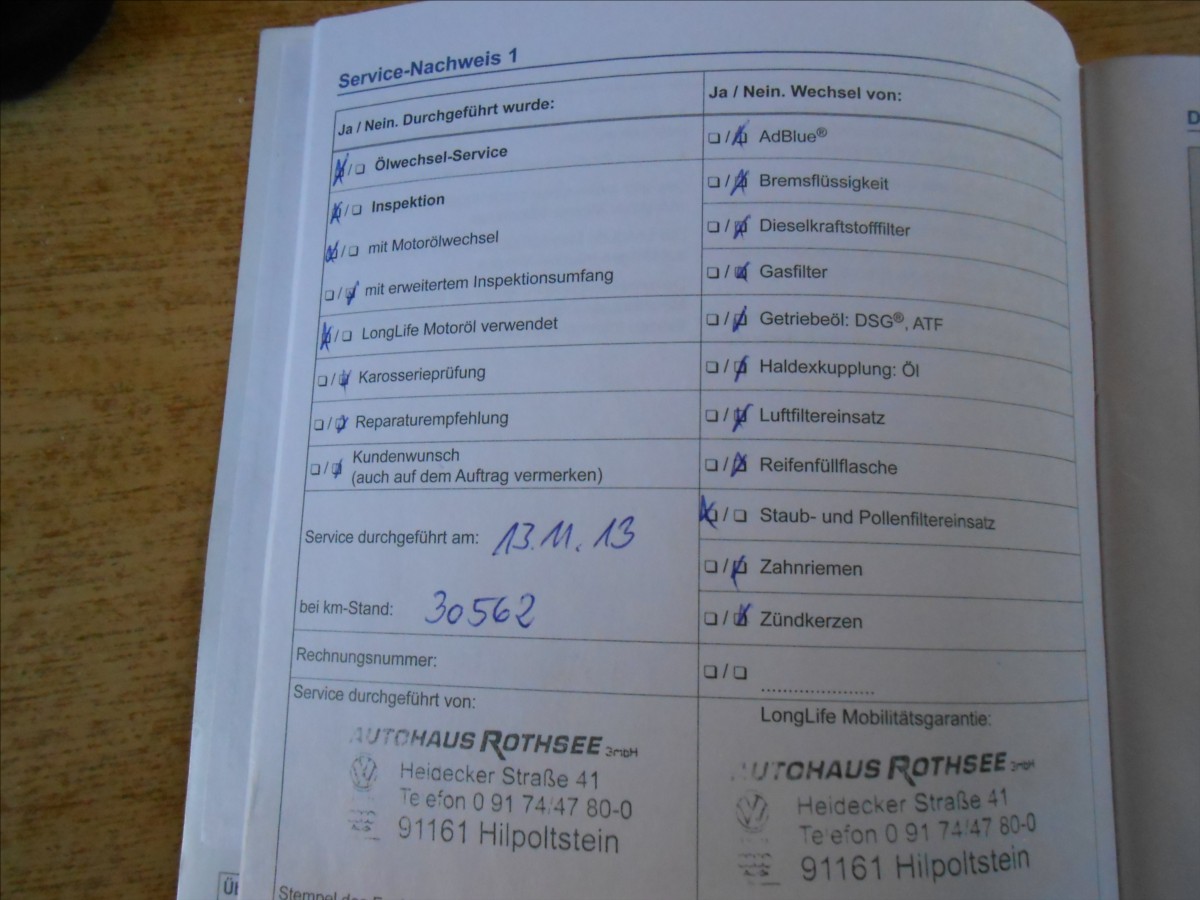 Service-Nachweis 1
Ja / Nein. Durchgeführt wurde:
☒/☐ Ölwechsel-Service
☒/☐ Inspektion
☒/☐ mit Motorölwechsel
☐/☒ mit erweitertem Inspektionsumfang
☒/☐ LongLife Motoröl verwendet
☐/☒ Karosserieprüfung
☐/☒ Reparaturempfehlung
☐/☒ Kundenwunsch
(auch auf dem Auftrag vermerken)
Service durchgeführt am: 13.11.13
bei km-Stand: 30562
Rechnungsnummer:
Service durchgeführt von:
AUTOHAUS ROTHSEE GmbH
Heidecker Straße 41
Te efon 0 91 74/47 80-0
91161 Hilpoltstein
Stempel
Ja / Nein. Wechsel von:
☐/☒ AdBlue®
☐/☒ Bremsflüssigkeit
☐/☒ Dieselkraftstofffilter
☐/☒ Gasfilter
☐/☒ Getriebeöl: DSG®, ATF
☐/☒ Haldexkupplung: Öl
☐/☒ Luftfiltereinsatz
☐/☒ Reifenfüllflasche
☒/☐ Staub- und Pollenfiltereinsatz
☐/☒ Zahnriemen
☐/☒ Zündkerzen
☐/☐ ......................
LongLife Mobilitätsgarantie:
AUTOHAUS ROTHSEE GmbH
Heidecker Straße 41
Telefon 0 91 74/47 80-0
91161 Hilpoltstein